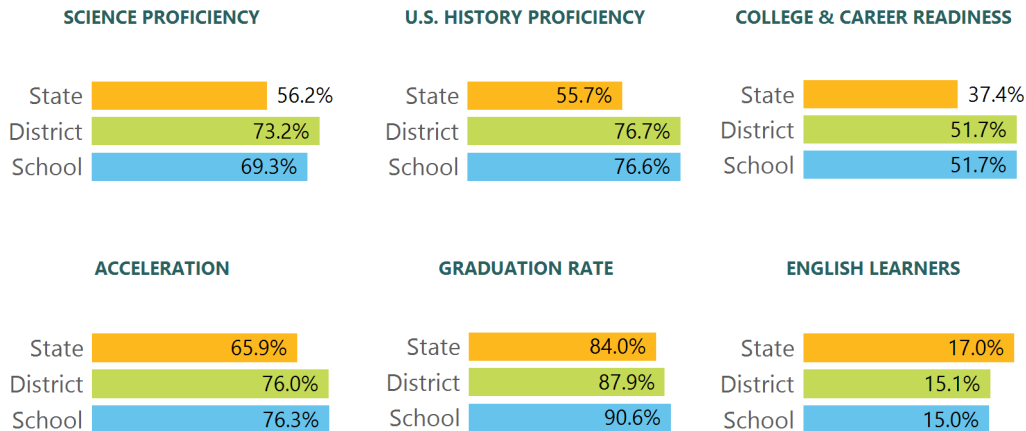 SCIENCE PROFICIENCY
State 56.2%
District 73.2%
School 69.3%
U.S. HISTORY PROFICIENCY
State 55.7%
District 76.7%
School 76.6%
COLLEGE & CAREER READINESS
State 37.4%
District 51.7%
School 51.7%
ACCELERATION
State 65.9%
District 76.0%
School 76.3%
GRADUATION RATE
State 84.0%
District 87.9%
School 90.6%
ENGLISH LEARNERS
State 17.0%
District 15.1%
School 15.0%